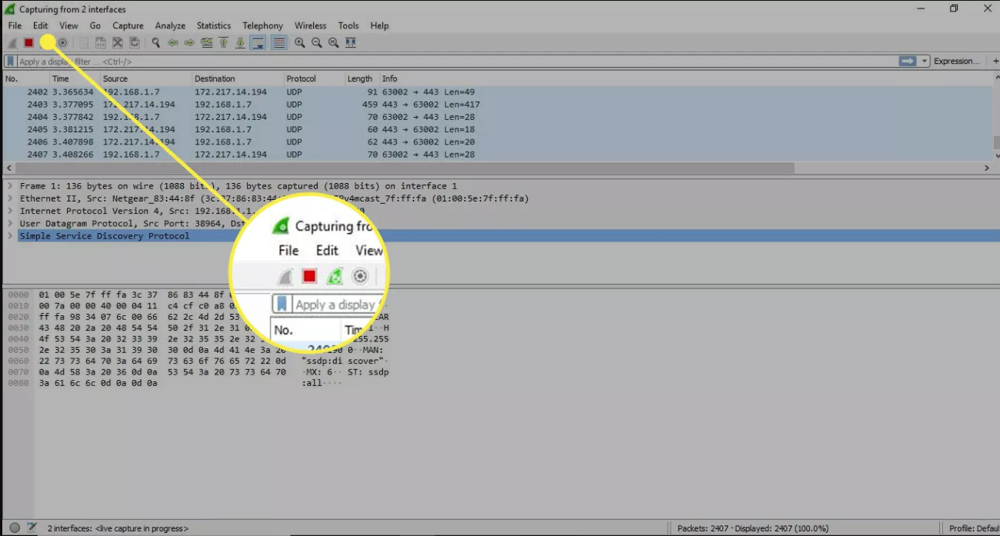 Capturing from 2 interfaces
File Edit View Go Capture Analyze Statistics Telephony Wireless Tools Help
Apply a display filter ... <Ctrl-/> Expression... +
No. Time Source Destination Protocol Length Info
2402 3.365634 192.168.1.7 172.217.14.194 UDP 91 63002 → 443 Len=49
2403 3.377095 172.217.14.194 192.168.1.7 UDP 459 443 → 63002 Len=417
2404 3.377842 192.168.1.7 172.217.14.194 UDP 70 63002 → 443 Len=28
2405 3.381215 172.217.14.194 192.168.1.7 UDP 60 443 → 63002 Len=18
2406 3.407898 172.217.14.194 192.168.1.7 UDP 62 443 → 63002 Len=20
2407 3.408266 192.168.1.7 172.217.14.194 UDP 70 63002 → 443 Len=28
Frame 1: 136 bytes on wire (1088 bits), 136 bytes captured (1088 bits) on interface 1
Ethernet II, Src: Netgear_83:44:8f (3c:37:86:83:44: v4mcast_7f:ff:fa (01:00:5e:7f:ff:fa)
Internet Protocol Version 4, Src: 192.168.1.1,
User Datagram Protocol, Src Port: 38964, Dst
Simple Service Discovery Protocol
Capturing fro
File Edit View
Apply a display f
No. Tim
0000 01 00 5e 7f ff fa 3c 37 86 83 44 8f
0010 00 7a 00 00 40 00 04 11 c4 cf c0 a8
0020 ff fa 98 34 07 6c 00 66 62 2c 4d 2d 53 AR
0030 43 48 20 2a 20 48 54 54 50 2f 31 2e 31 1··H
0040 4f 53 54 3a 20 32 33 39 2e 32 35 35 2e 32 255.255
0050 2e 32 35 30 3a 31 39 30 30 0d 0a 4d 41 4e 3a 20 0··MAN:
0060 22 73 73 64 70 3a 64 69 73 63 6f 76 65 72 22 0d "ssdp:di scover"·
0070 0a 4d 58 3a 20 36 0d 0a 53 54 3a 20 73 73 64 70 ·MX: 6·· ST: ssdp
0080 3a 61 6c 6c 0d 0a 0d 0a :all····
2 interfaces: <live capture in progress> Packets: 2407 · Displayed: 2407 (100.0%) Profile: Defaul